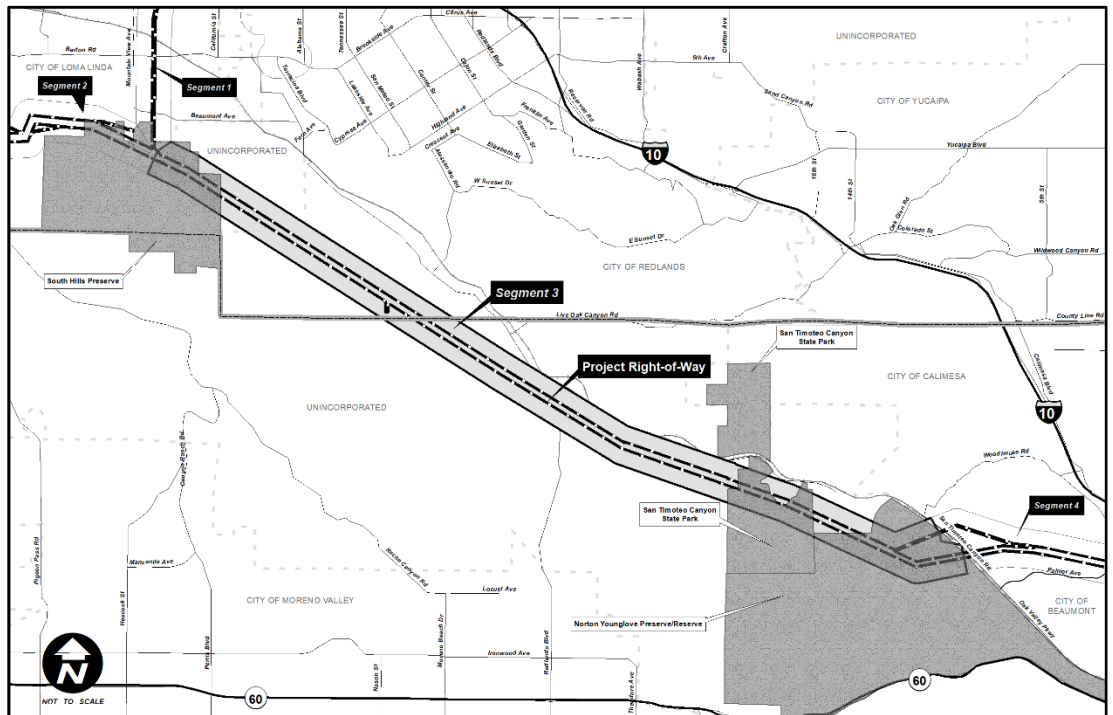 Citrus Ave
UNINCORPORATED
Mountain View Ave
California St
Alabama St
Tennessee St
Brookside Ave
Redlands Blvd
Wabash Ave
Crafton Ave
5th Ave
Barton Rd
CITY OF LOMA LINDA
Segment 2
Segment 1
Terracina Blvd
Lakeside Ave
San Mateo St
Center St
Cajon St
Highland Ave
Cypress Ave
Crescent Ave
Fern Ave
Beaumont Ave
Reservoir Rd
Franklin Ave
Garden St
Elizabeth St
Alessandro Rd
Sand Canyon Rd
CITY OF YUCAIPA
Yucaipa Blvd
10
UNINCORPORATED
W Sunset Dr
E Sunset Dr
16th St
14th St
5th St
Oak Glen Rd
Colorado St
Wildwood Canyon Rd
CITY OF REDLANDS
South Hills Preserve
Segment 3
Live Oak Canyon Rd
County Line Rd
San Timoteo Canyon
State Park
Project Right-of-Way
CITY OF CALIMESA
Calimesa Blvd
10
UNINCORPORATED
Woodhouse Rd
Segment 4
San Timoteo Canyon
State Park
San Timoteo Canyon Rd
Palmer Ave
Pigeon Pass Rd
Manzanita Ave
Heacock St
Perris Blvd
Reche Canyon Rd
Locust Ave
CITY OF MORENO VALLEY
Moreno Beach Dr
Redlands Blvd
Norton Younglove Preserve/Reserve
CITY OF
BEAUMONT
Oak Valley Pkwy
Ironwood Ave
Nason St
Theodore Ave
N
NOT TO SCALE
60
60